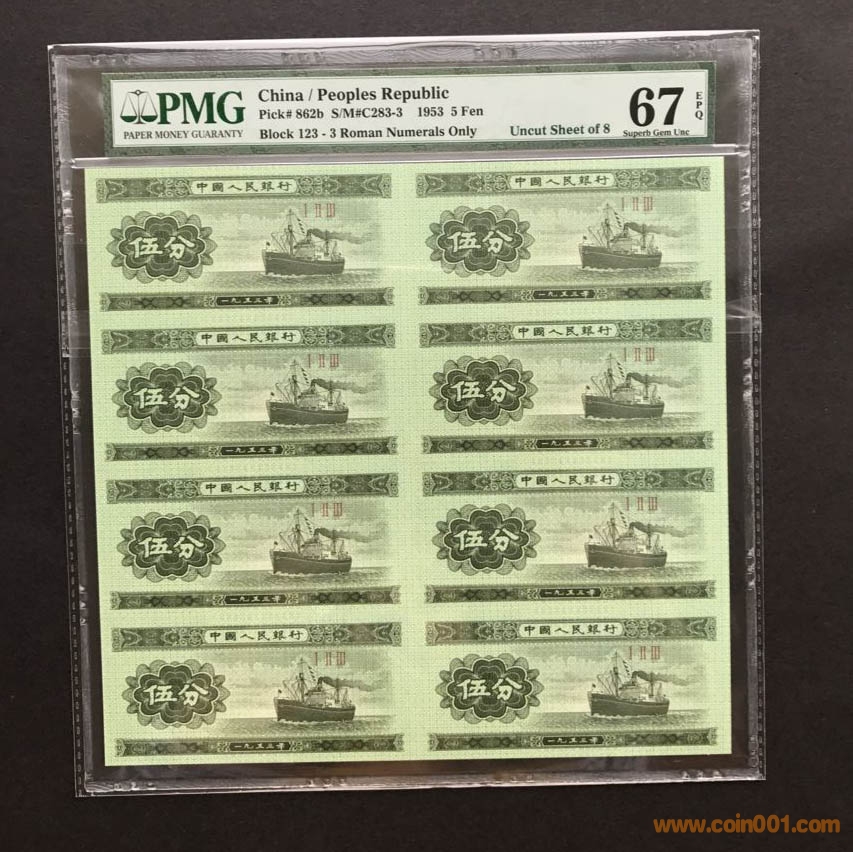 PMG
PAPER MONEY GUARANTY
China / Peoples Republic
Pick# 862b S/M#C283-3 1953 5 Fen
Block 123 - 3 Roman Numerals Only
Uncut Sheet of 8
67
EPQ
Superb Gem Unc
中國人民銀行
I II III
伍分
一九五三年
中國人民銀行
I II III
伍分
一九五三年
中國人民銀行
I II III
伍分
一九五三年
中國人民銀行
I II III
伍分
一九五三年
中國人民銀行
I II III
伍分
一九五三年
中國人民銀行
I II III
伍分
一九五三年
中國人民銀行
I II III
伍分
一九五三年
中國人民銀行
I II III
伍分
一九五三年
www.coin001.com